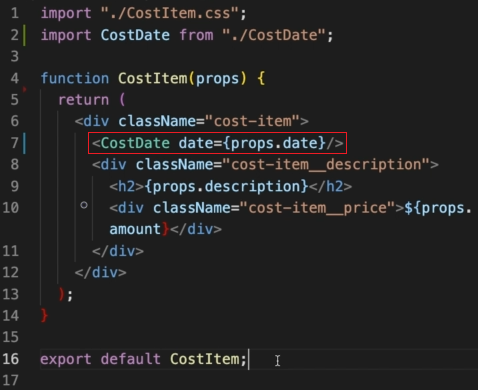 1 import "./CostItem.css";
2 import CostDate from "./CostDate";
3
4 function CostItem(props) {
5 return (
6 <div className="cost-item">
7 <CostDate date={props.date}/>
8 <div className="cost-item__description">
9 <h2>{props.description}</h2>
10 <div className="cost-item__price">${props.
amount}</div>
11 </div>
12 </div>
13 );
14 }
15
16 export default CostItem;
17